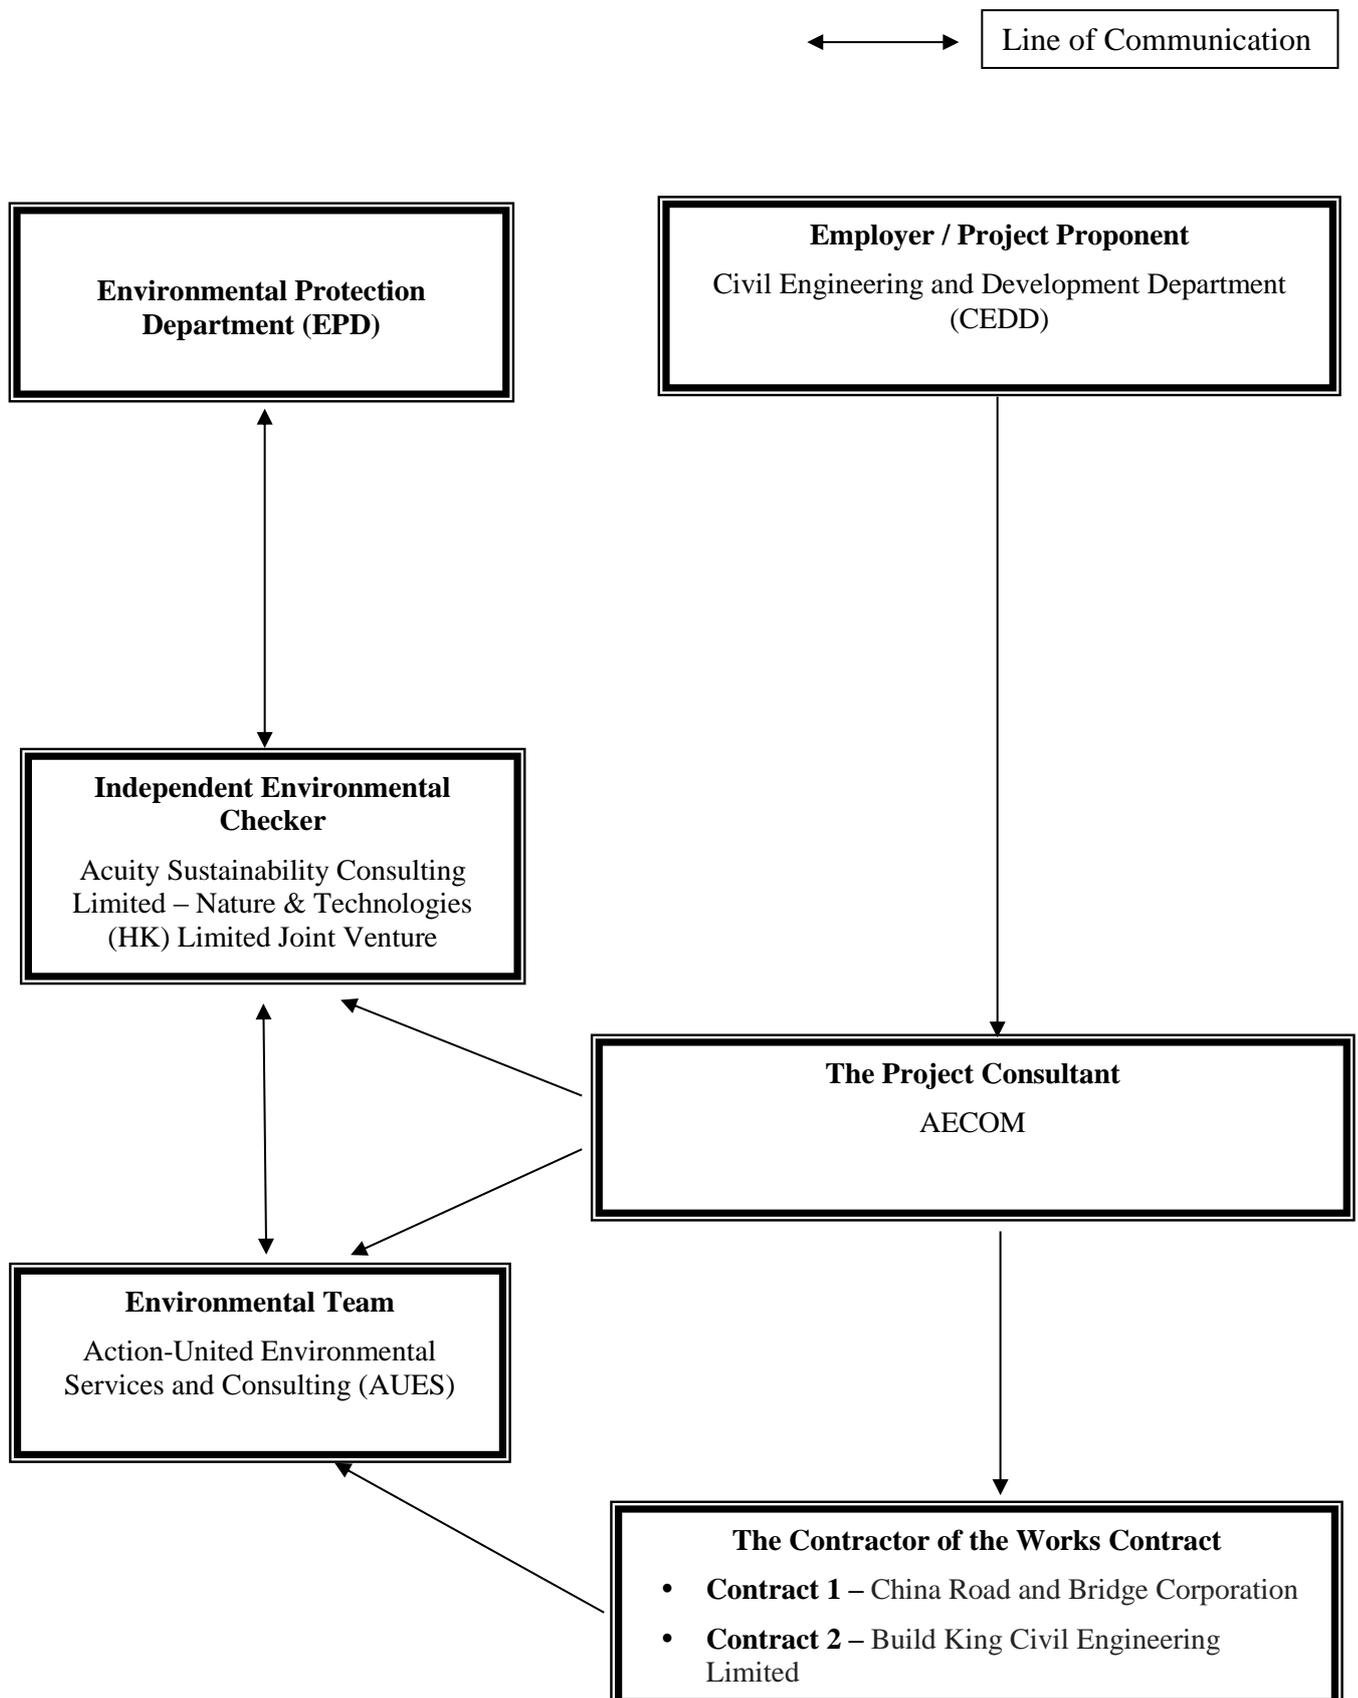 Line of Communication
Environmental Protection
Department (EPD)
Employer / Project Proponent
Civil Engineering and Development Department
(CEDD)
Independent Environmental
Checker
Acuity Sustainability Consulting
Limited – Nature & Technologies
(HK) Limited Joint Venture
The Project Consultant
AECOM
Environmental Team
Action-United Environmental
Services and Consulting (AUES)
The Contractor of the Works Contract
• Contract 1 – China Road and Bridge Corporation
• Contract 2 – Build King Civil Engineering
Limited